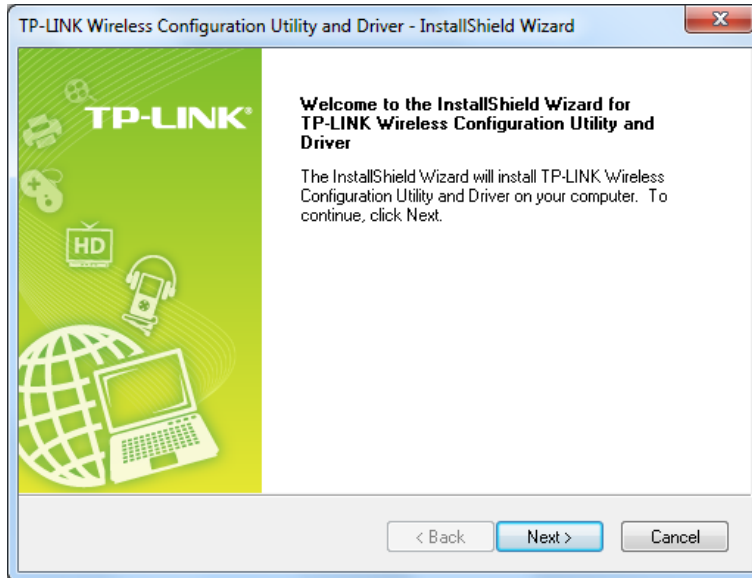 TP-LINK Wireless Configuration Utility and Driver - InstallShield Wizard
TP-LINK®
HD
Welcome to the InstallShield Wizard for
TP-LINK Wireless Configuration Utility and
Driver
The InstallShield Wizard will install TP-LINK Wireless
Configuration Utility and Driver on your computer.  To
continue, click Next.
< Back
Next >
Cancel